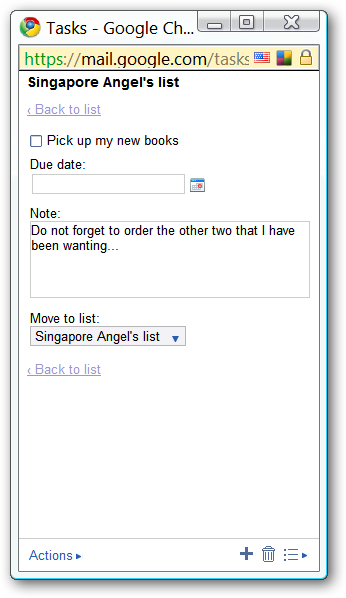 Tasks - Google Ch...
https://mail.google.com/tasks
Singapore Angel's list
‹ Back to list
Pick up my new books
Due date:
Note:
Do not forget to order the other two that I have
been wanting...
Move to list:
Singapore Angel's list
‹ Back to list
Actions